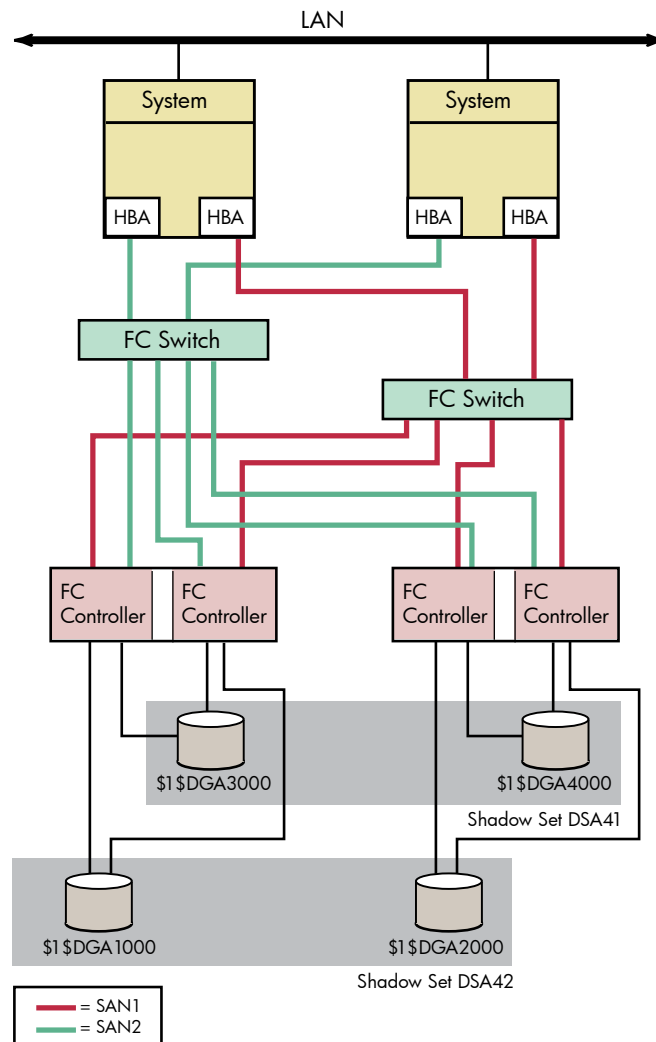 LAN
System
System
HBA
HBA
HBA
HBA
FC Switch
FC Switch
FC
Controller
FC
Controller
FC
Controller
FC
Controller
$1$DGA3000
$1$DGA4000
Shadow Set DSA41
$1$DGA1000
$1$DGA2000
Shadow Set DSA42
= SAN1
= SAN2